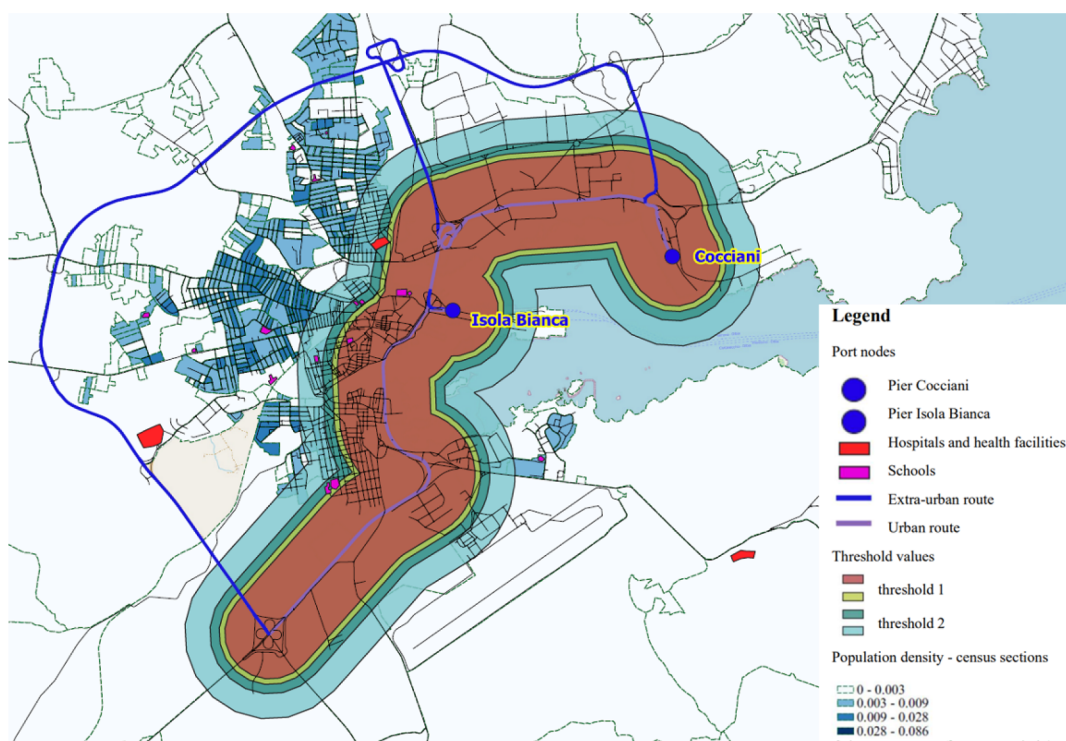 Cocciani
Isola Bianca
Legend
Port nodes
Pier Cocciani
Pier Isola Bianca
Hospitals and health facilities
Schools
Extra-urban route
Urban route
Threshold values
threshold 1
threshold 2
Population density - census sections
0 - 0.003
0.003 - 0.009
0.009 - 0.028
0.028 - 0.086